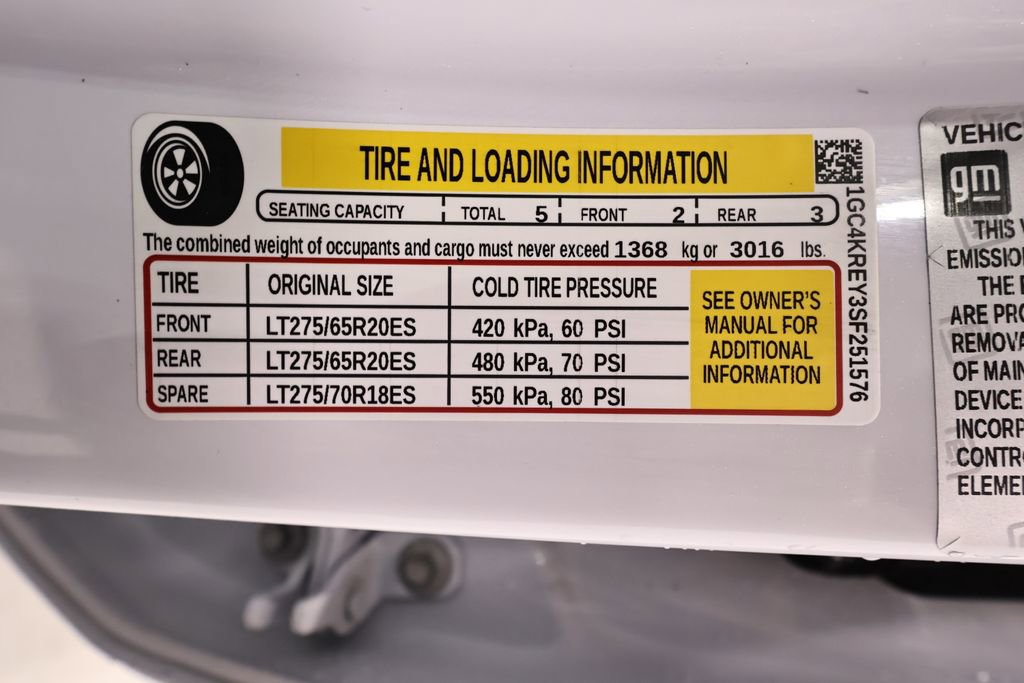 TIRE AND LOADING INFORMATION
SEATING CAPACITY TOTAL 5 FRONT 2 REAR 3
The combined weight of occupants and cargo must never exceed 1368 kg or 3016 lbs.
TIRE ORIGINAL SIZE COLD TIRE PRESSURE
FRONT LT275/65R20ES 420 kPa, 60 PSI
REAR LT275/65R20ES 480 kPa, 70 PSI
SPARE LT275/70R18ES 550 kPa, 80 PSI
SEE OWNER'S
MANUAL FOR
ADDITIONAL
INFORMATION
1GC4KREY3SF251576
VEHIC
gm
THIS
EMISSION
THE
ARE PRO
REMOVA
OF MAIN
DEVICE
INCORP
CONTR
ELEME